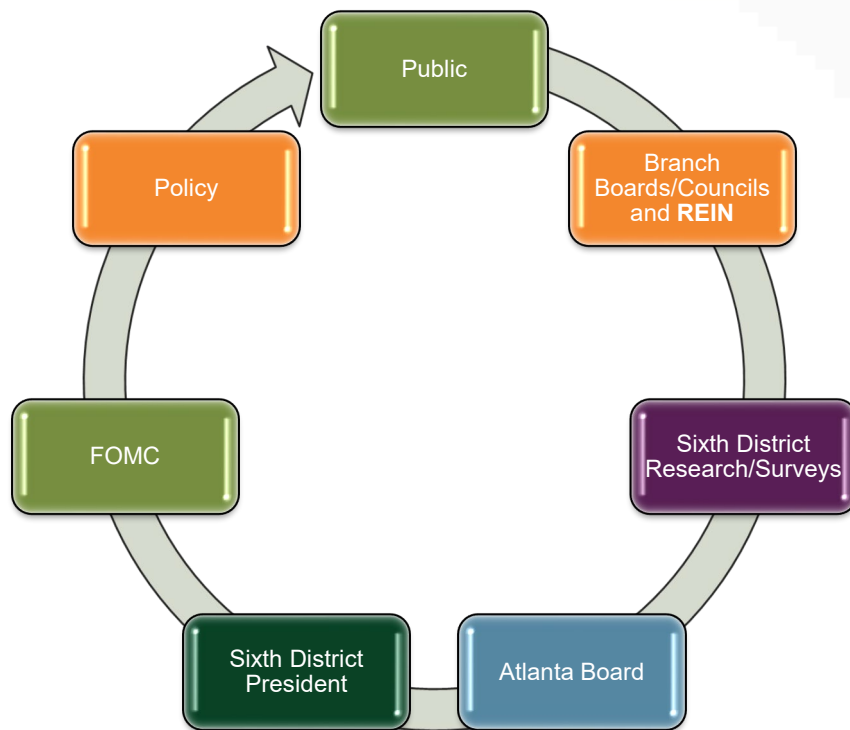 Public
Branch
Boards/Councils
and REIN
Sixth District
Research/Surveys
Atlanta Board
Sixth District
President
FOMC
Policy